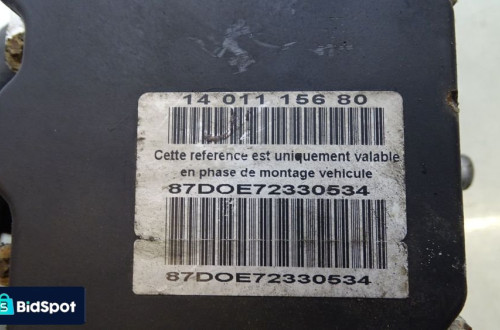 14 011 156 80
Cette reference est uniquement valable
en phase de montage vehicule
87DOE72330534
87DOE72330534
BidSpot